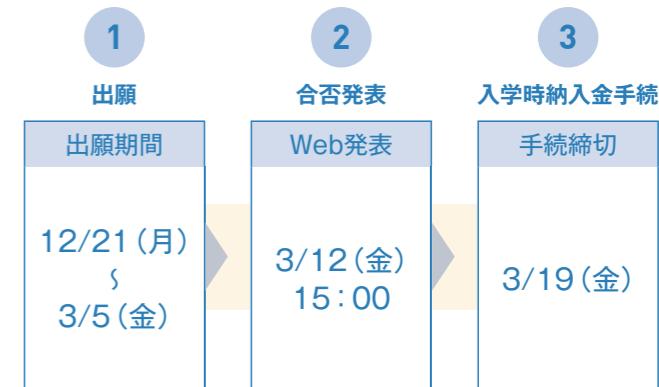 1
出願
出願期間
12/21(月)
〜
3/5(金)
2
合否発表
Web発表
3/12(金)
15:00
3
入学時納入金手続
手続締切
3/19(金)